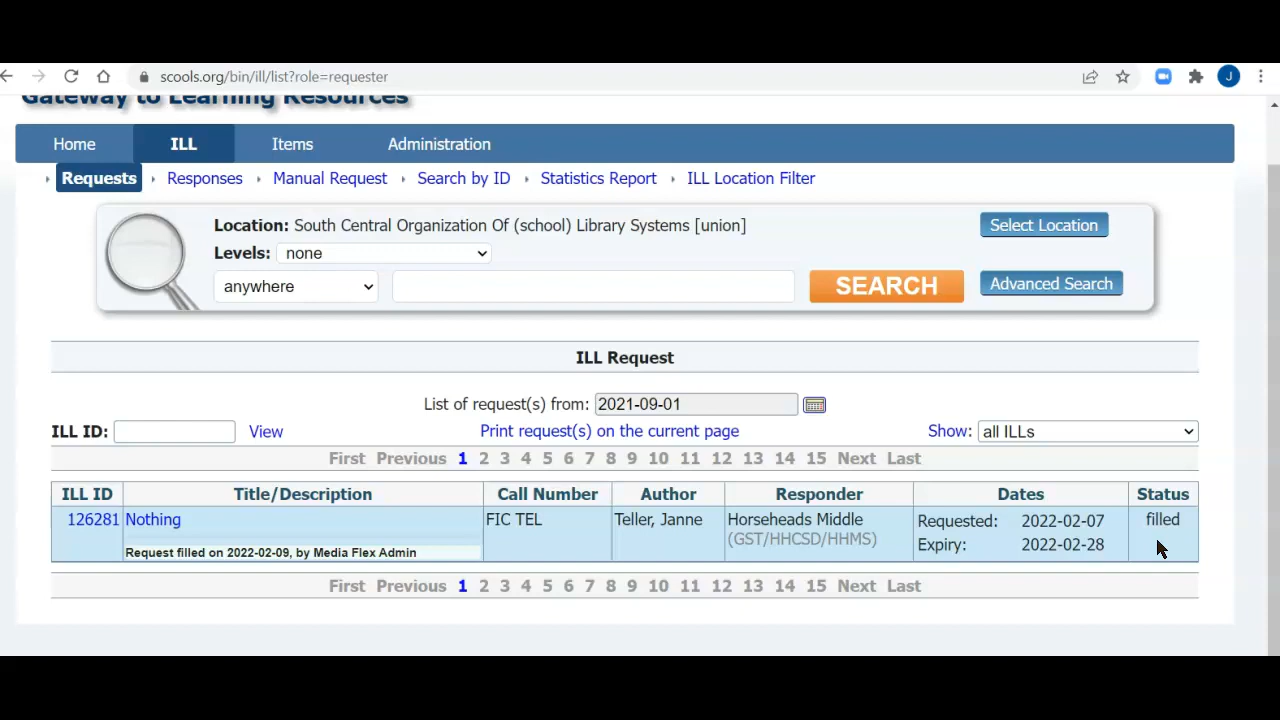 scools.org/bin/ill/list?role=requester
J
Gateway to Learning Resources
Home ILL Items Administration
Requests Responses Manual Request Search by ID Statistics Report ILL Location Filter
Location: South Central Organization Of (school) Library Systems [union] Select Location
Levels: none
anywhere SEARCH Advanced Search
ILL Request
List of request(s) from: 2021-09-01
ILL ID: View Print request(s) on the current page Show: all ILLs
First Previous 1 2 3 4 5 6 7 8 9 10 11 12 13 14 15 Next Last
ILL ID Title/Description Call Number Author Responder Dates Status
126281 Nothing FIC TEL Teller, Janne Horseheads Middle Requested: 2022-02-07 filled
(GST/HHCSD/HHMS) Expiry: 2022-02-28
Request filled on 2022-02-09, by Media Flex Admin
First Previous 1 2 3 4 5 6 7 8 9 10 11 12 13 14 15 Next Last